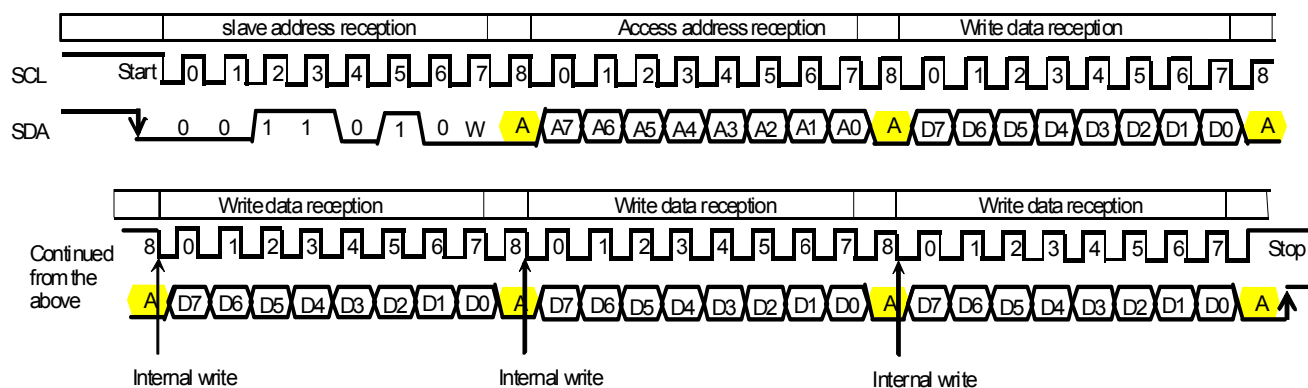 slave address reception Access address reception Write data reception
SCL Start 0 1 2 3 4 5 6 7 8 0 1 2 3 4 5 6 7 8 0 1 2 3 4 5 6 7 8
SDA 0 0 1 1 0 1 0 W A A7 A6 A5 A4 A3 A2 A1 A0 A D7 D6 D5 D4 D3 D2 D1 D0 A
Write data reception Write data reception Write data reception
Continued from the above
8 0 1 2 3 4 5 6 7 8 0 1 2 3 4 5 6 7 8 0 1 2 3 4 5 6 7 Stop
A D7 D6 D5 D4 D3 D2 D1 D0 A D7 D6 D5 D4 D3 D2 D1 D0 A D7 D6 D5 D4 D3 D2 D1 D0 A
Internal write Internal write Internal write